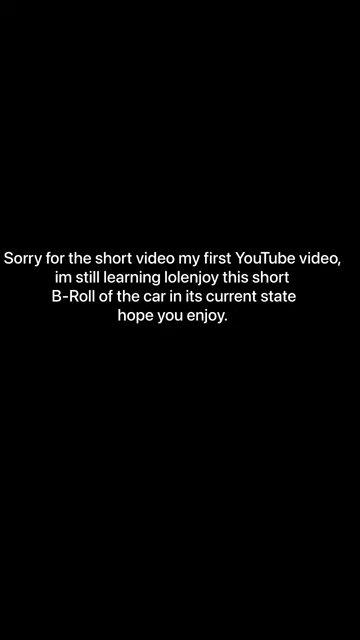 Sorry for the short video my first YouTube video,
im still learning lolenjoy this short
B-Roll of the car in its current state
hope you enjoy.